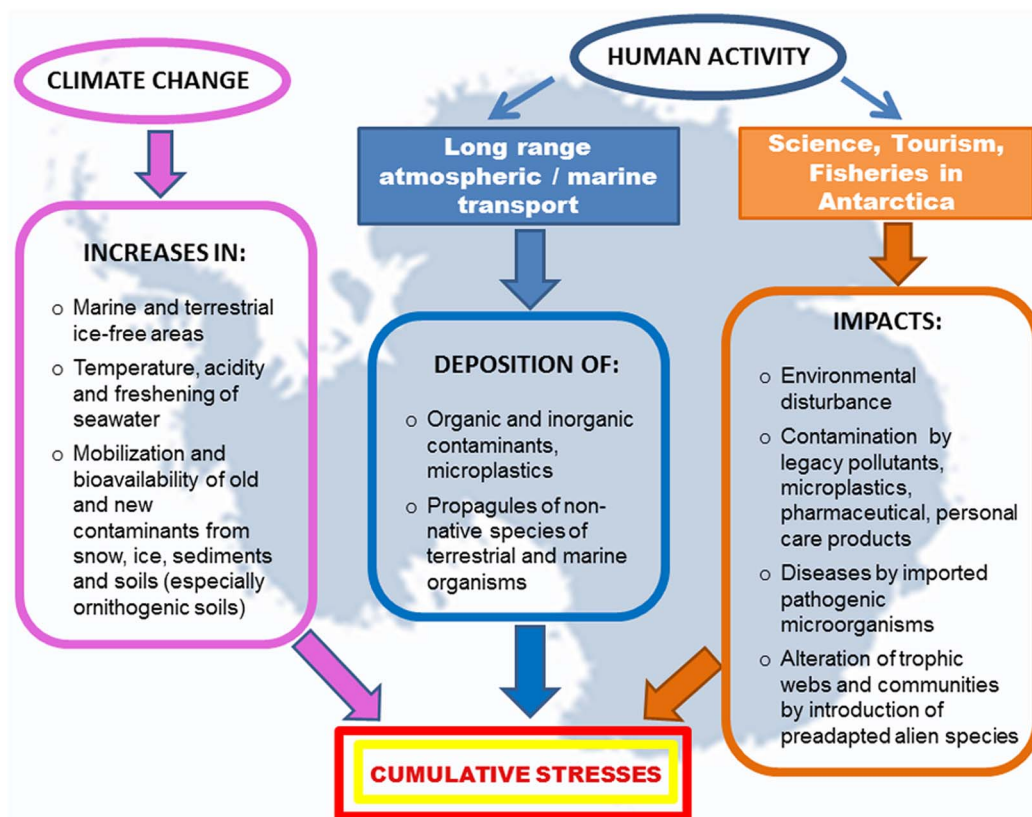 CLIMATE CHANGE
INCREASES IN:
o Marine and terrestrial
ice-free areas
o Temperature, acidity
and freshening of
seawater
o Mobilization and
bioavailability of old
and new
contaminants from
snow, ice, sediments
and soils (especially
ornithogenic soils)
HUMAN ACTIVITY
Long range
atmospheric / marine
transport
DEPOSITION OF:
o Organic and inorganic
contaminants,
microplastics
o Propagules of non-
native species of
terrestrial and marine
organisms
Science, Tourism,
Fisheries in
Antarctica
IMPACTS:
o Environmental
disturbance
o Contamination by
legacy pollutants,
microplastics,
pharmaceutical, personal
care products
o Diseases by imported
pathogenic
microorganisms
o Alteration of trophic
webs and communities
by introduction of
preadapted alien species
CUMULATIVE STRESSES